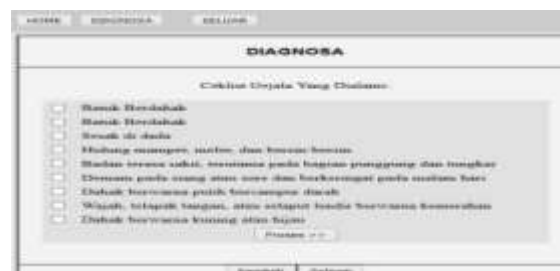 HOME DIAGNOSA KELUAR
DIAGNOSA
Ceklist Gejala Yang Dialami
Batuk Berdahak
Batuk Berdahak
Sesak di dada
Hidung mampet, meler, dan bersin-bersin
Badan terasa sakit, terutama pada bagian punggung dan tungkai
Demam pada siang atau sore dan berkeringat pada malam hari
Dahak berwarna putih bercampur darah
Wajah, telapak tangan, atau selaput lendir berwarna kemerahan
Dahak berwarna kuning atau hijau
Proses >>